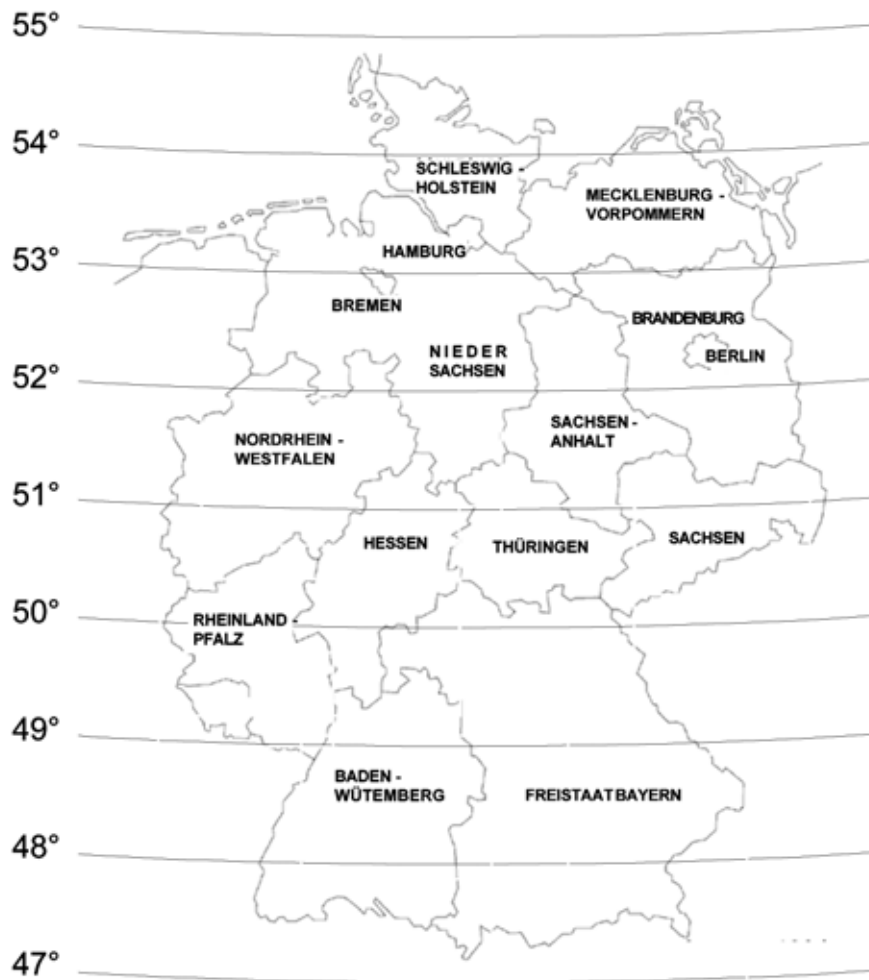 55°
54°
SCHLESWIG -
HOLSTEIN
MECKLENBURG -
VORPOMMERN
HAMBURG
53°
BREMEN
BRANDENBURG
NIEDER
SACHSEN
BERLIN
52°
SACHSEN -
ANHALT
NORDRHEIN -
WESTFALEN
51°
HESSEN
THÜRINGEN
SACHSEN
50°
RHEINLAND -
PFALZ
49°
BADEN -
WÜTEMBERG
FREISTAATBAYERN
48°
47°